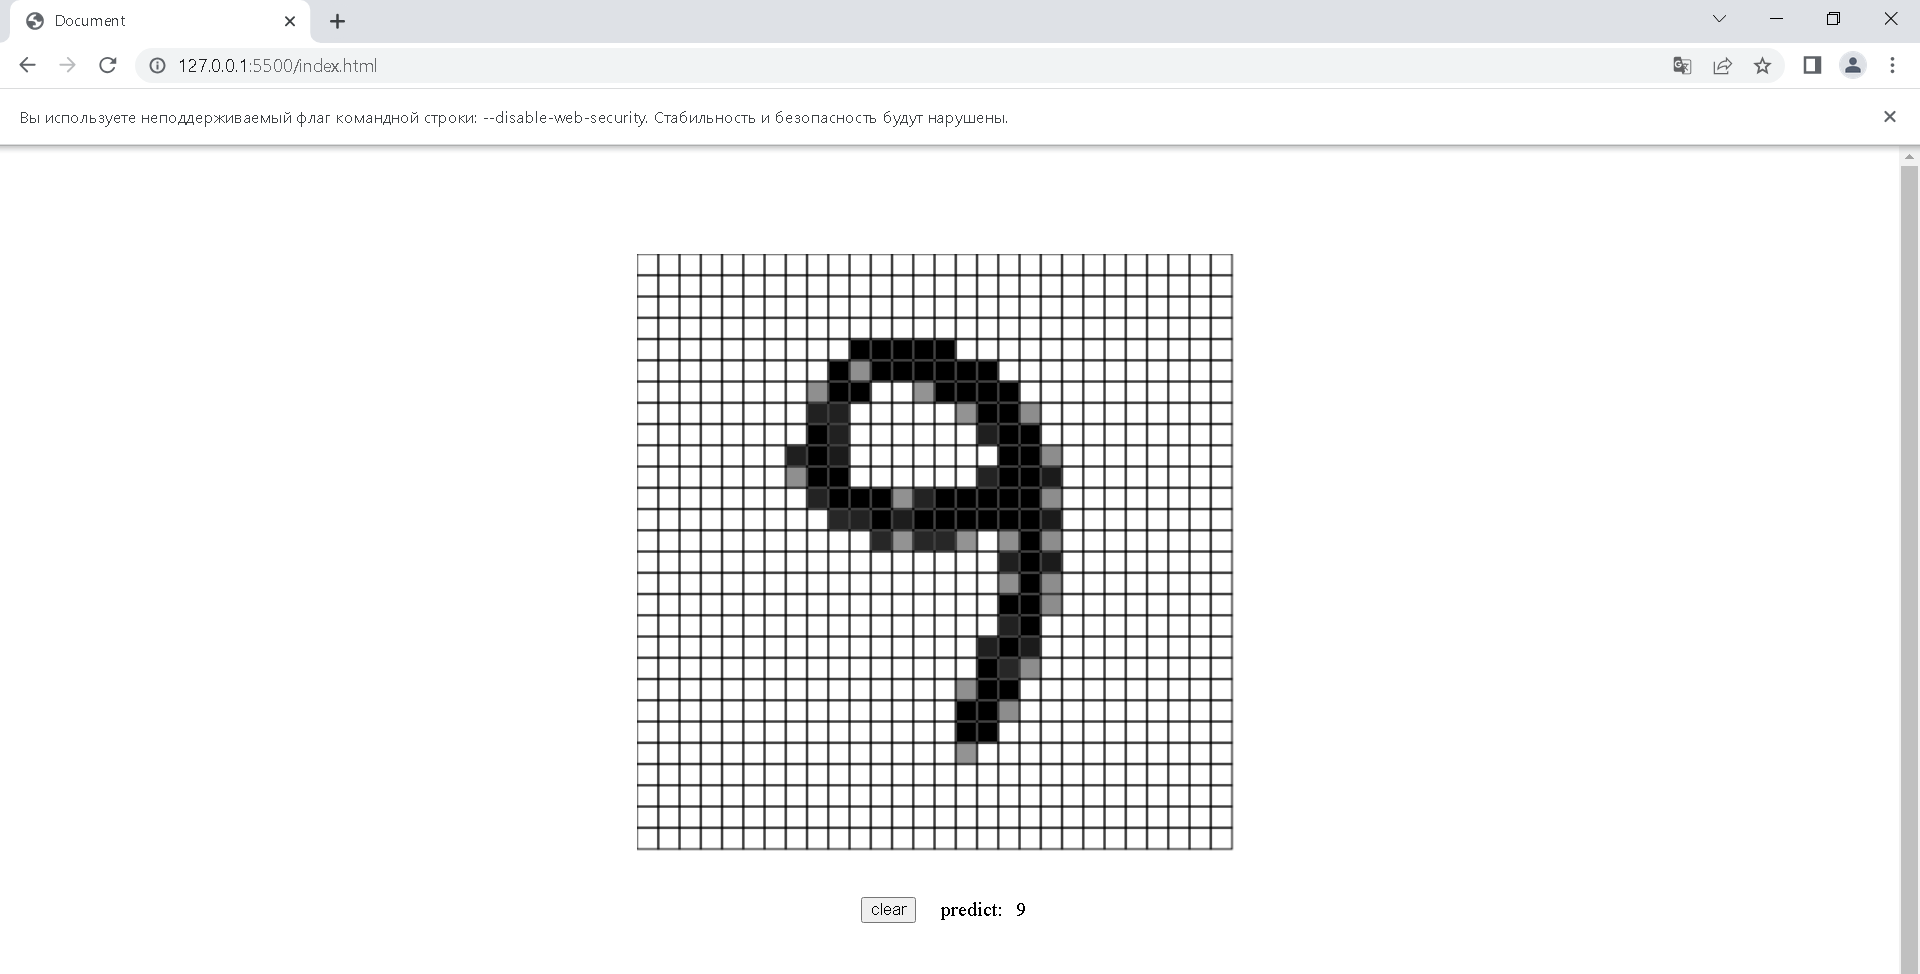 Document
127.0.0.1:5500/index.html
Вы используете неподдерживаемый флаг командной строки: --disable-web-security. Стабильность и безопасность будут нарушены.
9
clear predict: 9